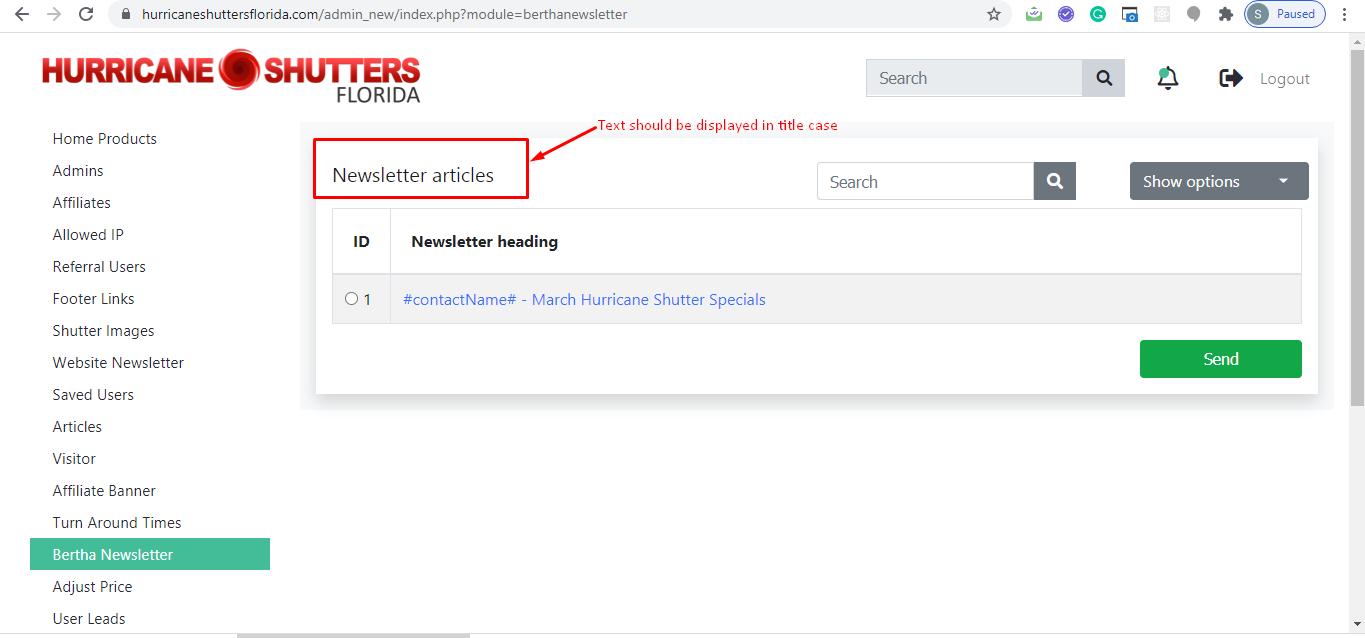 hurricaneshuttersflorida.com/admin_new/index.php?module=berthanewsletter
S Paused
HURRICANE SHUTTERS
FLORIDA
Search
Logout
Text should be displayed in title case
Home Products
Admins
Affiliates
Allowed IP
Referral Users
Footer Links
Shutter Images
Website Newsletter
Saved Users
Articles
Visitor
Affiliate Banner
Turn Around Times
Bertha Newsletter
Adjust Price
User Leads
Newsletter articles
Search
Show options
ID Newsletter heading
1 #contactName# - March Hurricane Shutter Specials
Send